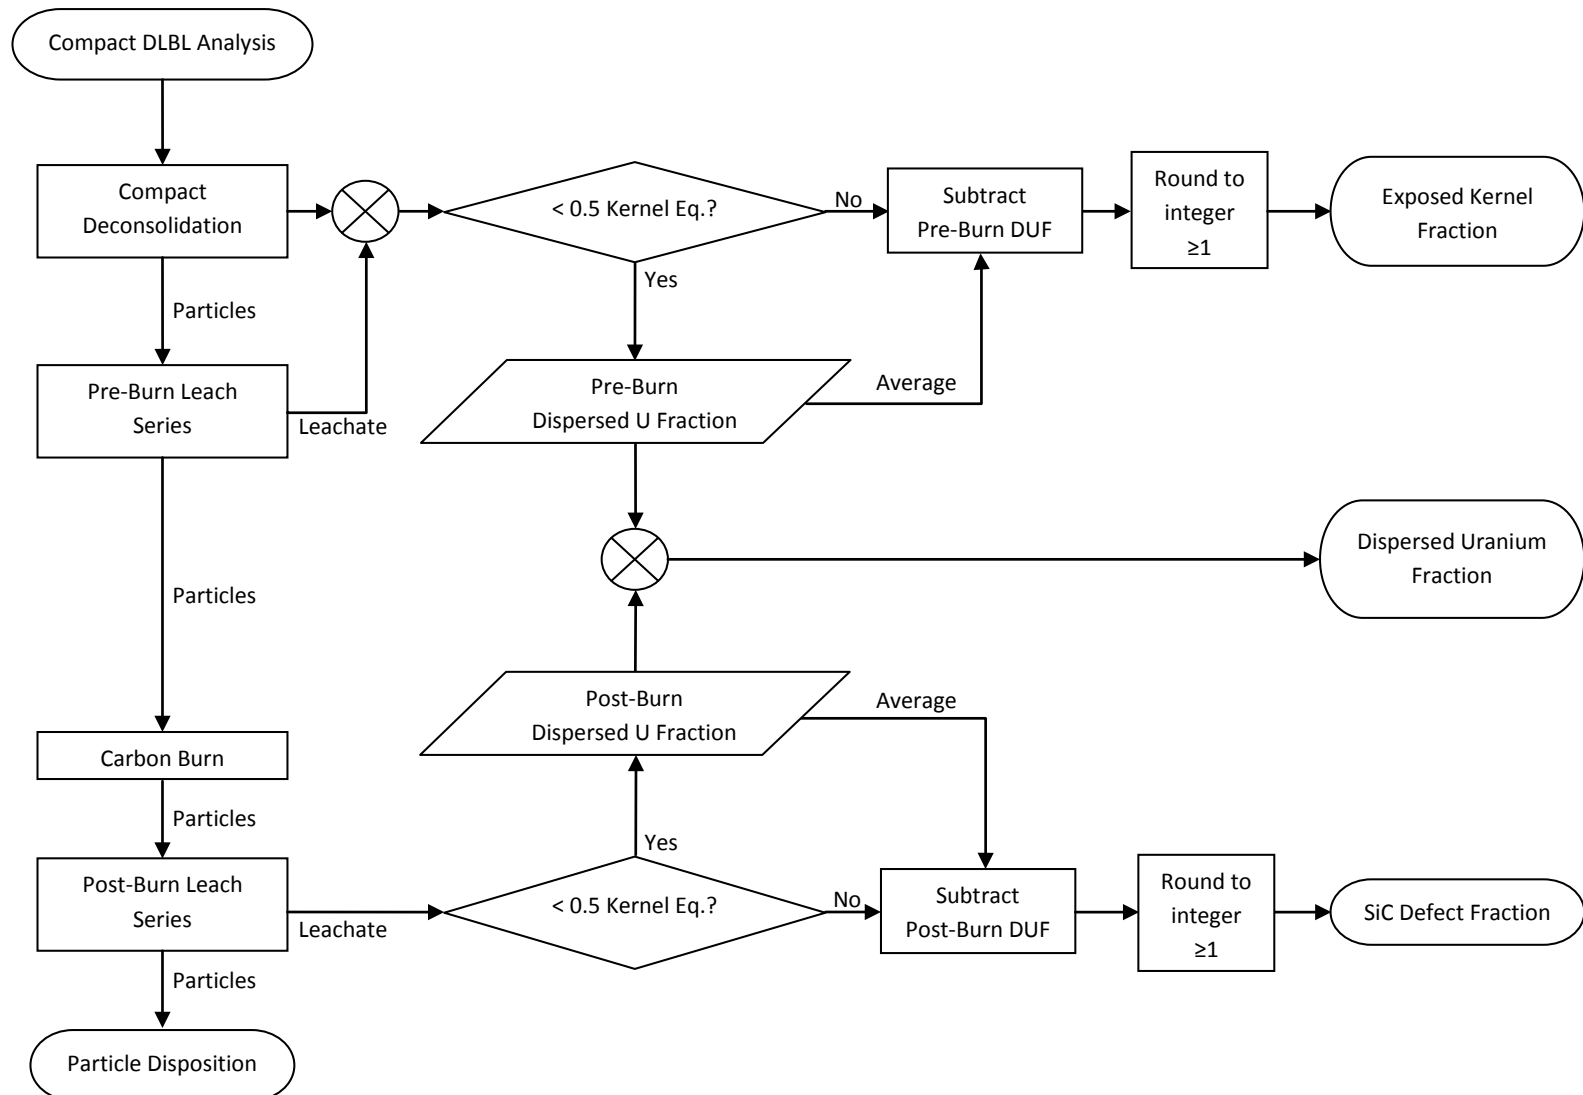 Compact DLBL Analysis
Compact
Deconsolidation
< 0.5 Kernel Eq.?
No
Subtract
Pre-Burn DUF
Round to
integer
≥1
Exposed Kernel
Fraction
Yes
Particles
Pre-Burn Leach
Series
Leachate
Pre-Burn
Dispersed U Fraction
Average
Dispersed Uranium
Fraction
Particles
Post-Burn
Dispersed U Fraction
Average
Carbon Burn
Particles
Yes
Post-Burn Leach
Series
Leachate
< 0.5 Kernel Eq.?
No
Subtract
Post-Burn DUF
Round to
integer
≥1
SiC Defect Fraction
Particles
Particle Disposition